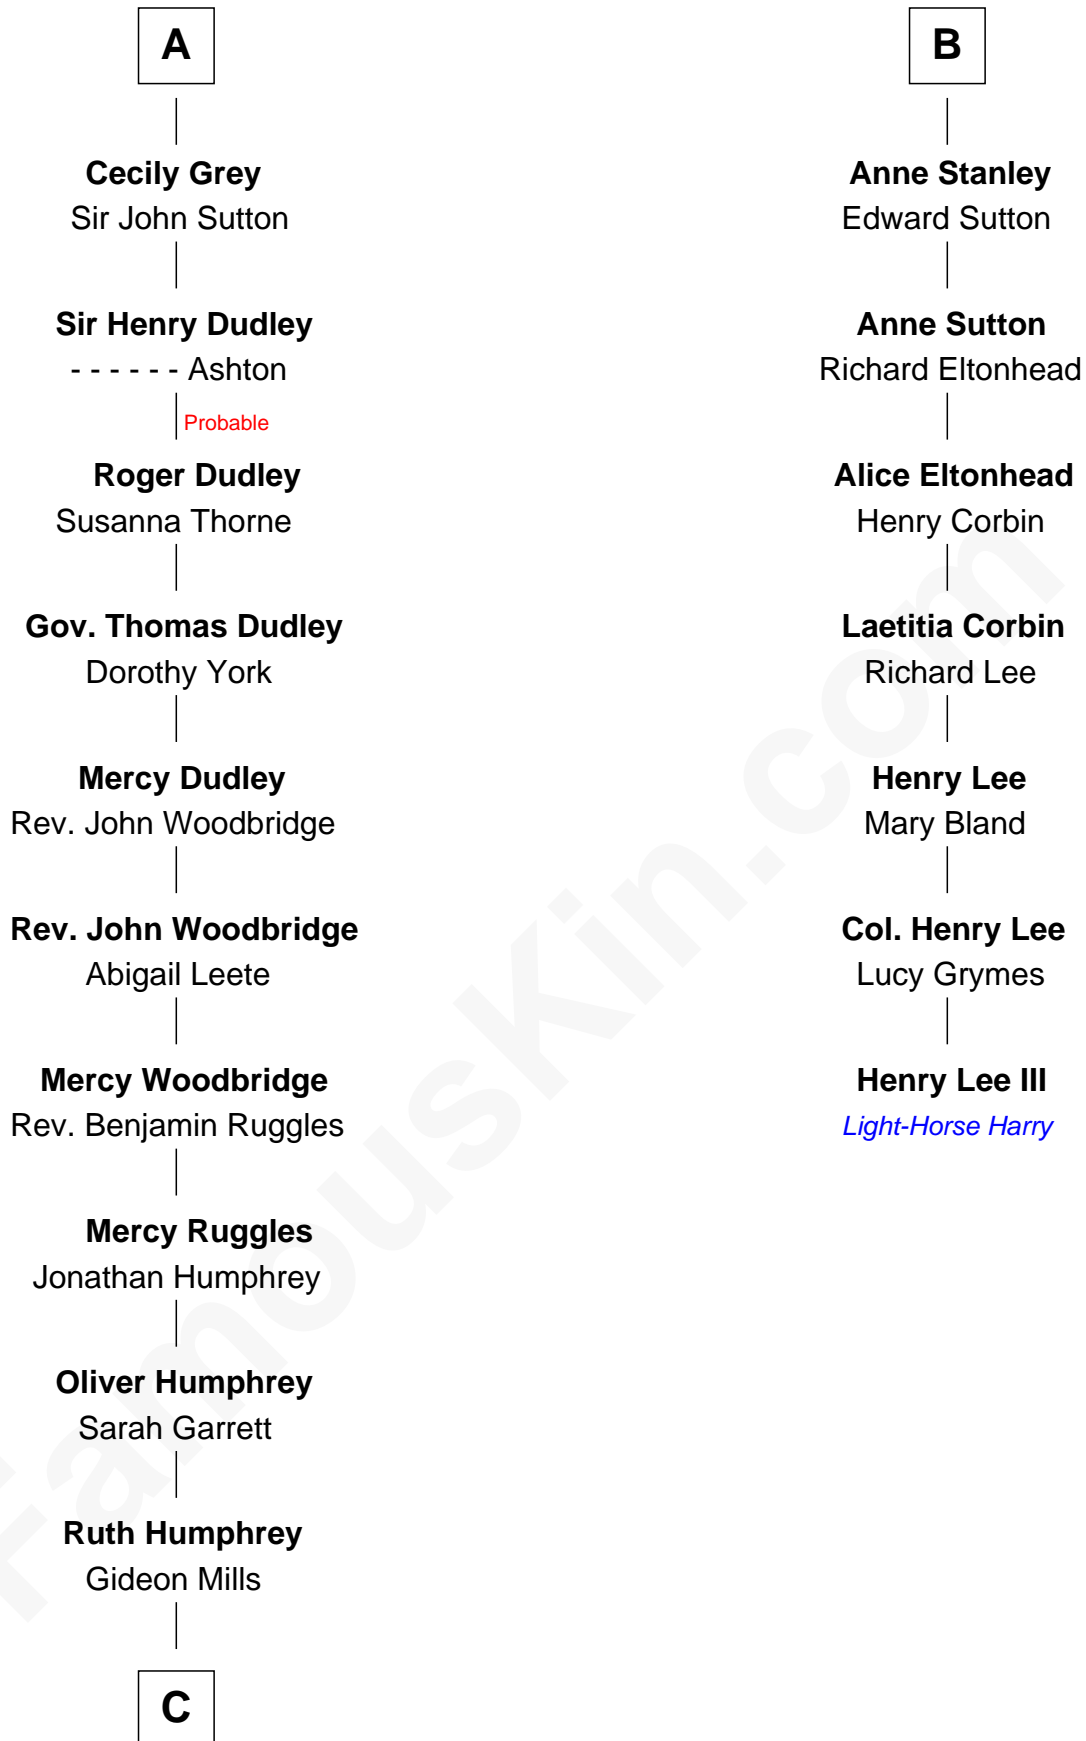 A
Cecily Grey
Sir John Sutton
Sir Henry Dudley
- - - - - - Ashton
Probable
Roger Dudley
Susanna Thorne
Gov. Thomas Dudley
Dorothy York
Mercy Dudley
Rev. John Woodbridge
Rev. John Woodbridge
Abigail Leete
Mercy Woodbridge
Rev. Benjamin Ruggles
Mercy Ruggles
Jonathan Humphrey
Oliver Humphrey
Sarah Garrett
Ruth Humphrey
Gideon Mills
C
B
Anne Stanley
Edward Sutton
Anne Sutton
Richard Eltonhead
Alice Eltonhead
Henry Corbin
Laetitia Corbin
Richard Lee
Henry Lee
Mary Bland
Col. Henry Lee
Lucy Grymes
Henry Lee III
Light-Horse Harry
FamousKin.com